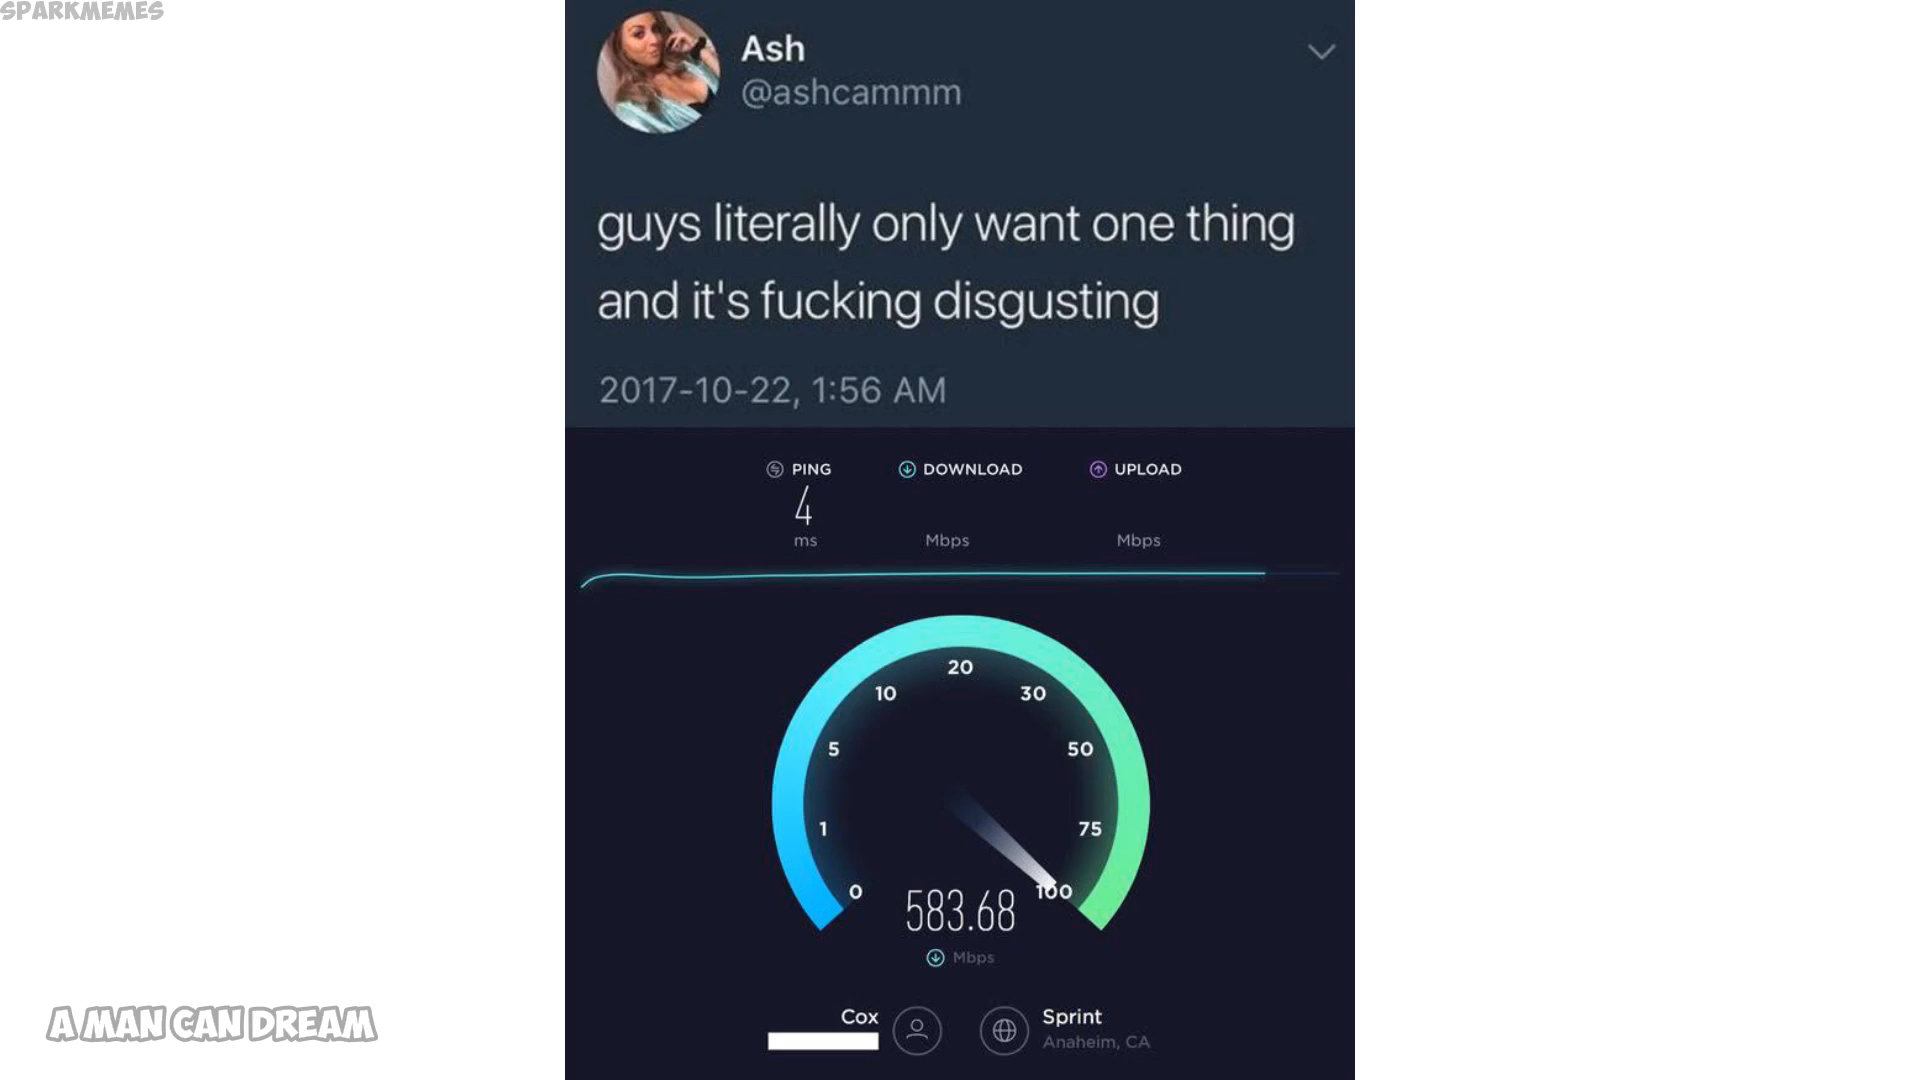 SPARKMEMES
Ash
@ashcammm
guys literally only want one thing
and it's fucking disgusting
2017-10-22, 1:56 AM
PING DOWNLOAD UPLOAD
4
ms Mbps Mbps
20
10 30
5 50
1 75
0 100
583.68
Mbps
Cox Sprint
Anaheim, CA
A MAN CAN DREAM